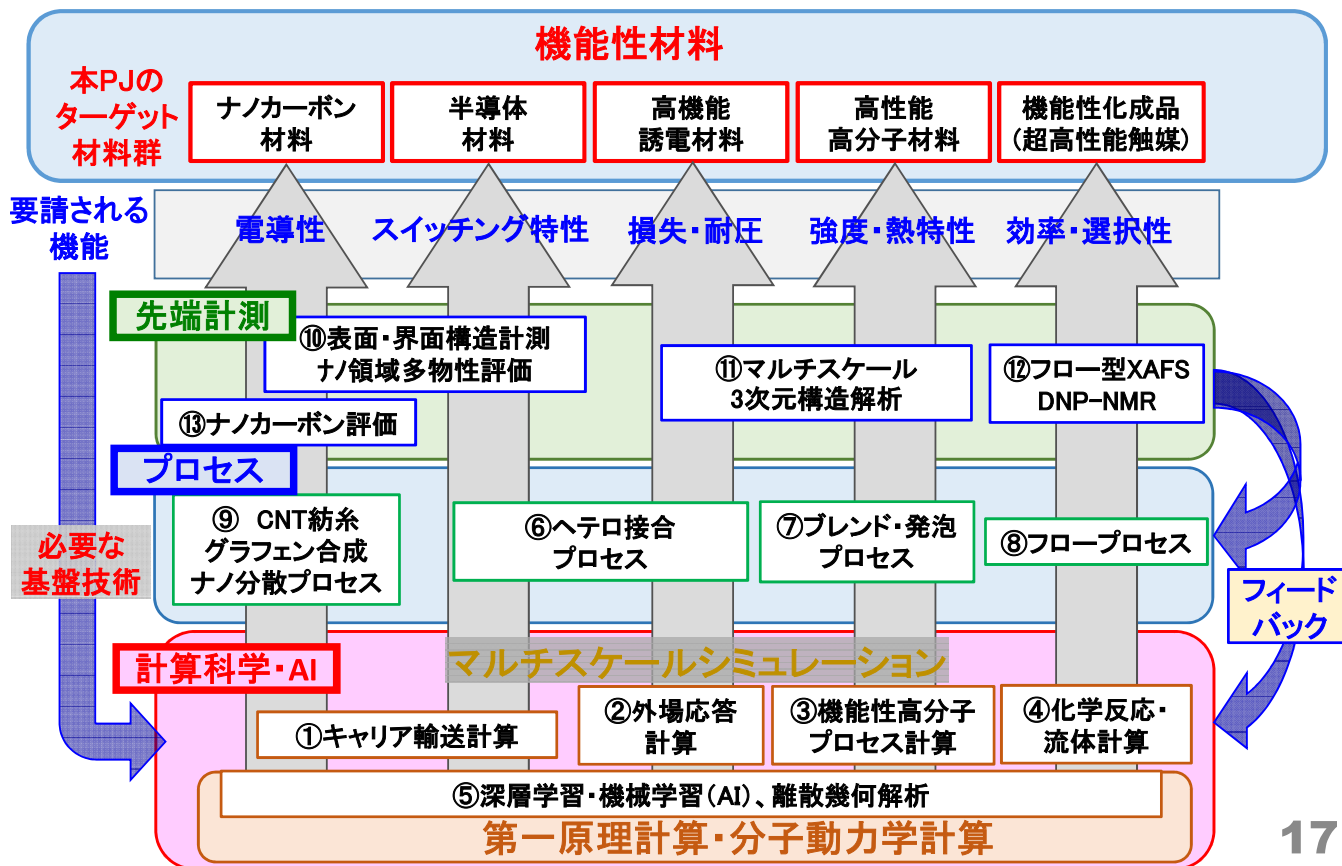 機能性材料
本PJの
ターゲット
材料群
ナノカーボン
材料
半導体
材料
高機能
誘電材料
高性能
高分子材料
機能性化成品
(超高性能触媒)
要請される
機能
電導性
スイッチング特性
損失・耐圧
強度・熱特性
効率・選択性
先端計測
⑩表面・界面構造計測
ナノ領域多物性評価
⑪マルチスケール
3次元構造解析
⑫フロー型XAFS
DNP-NMR
⑬ナノカーボン評価
プロセス
⑨ CNT紡糸
グラフェン合成
ナノ分散プロセス
⑥ヘテロ接合
プロセス
⑦ブレンド・発泡
プロセス
⑧フロープロセス
必要な
基盤技術
フィード
バック
計算科学・AI
マルチスケールシミュレーション
①キャリア輸送計算
②外場応答
計算
③機能性高分子
プロセス計算
④化学反応・
流体計算
⑤深層学習・機械学習(AI)、離散幾何解析
第一原理計算・分子動力学計算
17